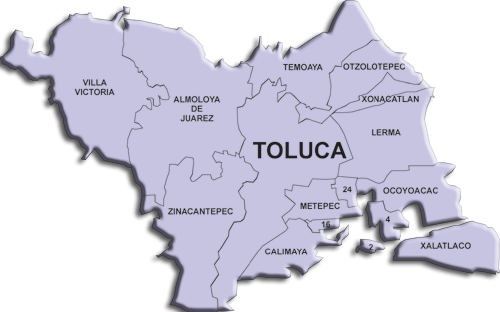 TEMOAYA
OTZOLOTEPEC
VILLA
VICTORIA
ALMOLOYA
DE
JUAREZ
XONACATLAN
LERMA
TOLUCA
24
OCOYOACAC
ZINACANTEPEC
METEPEC
16
4
CALIMAYA
2
XALATLACO